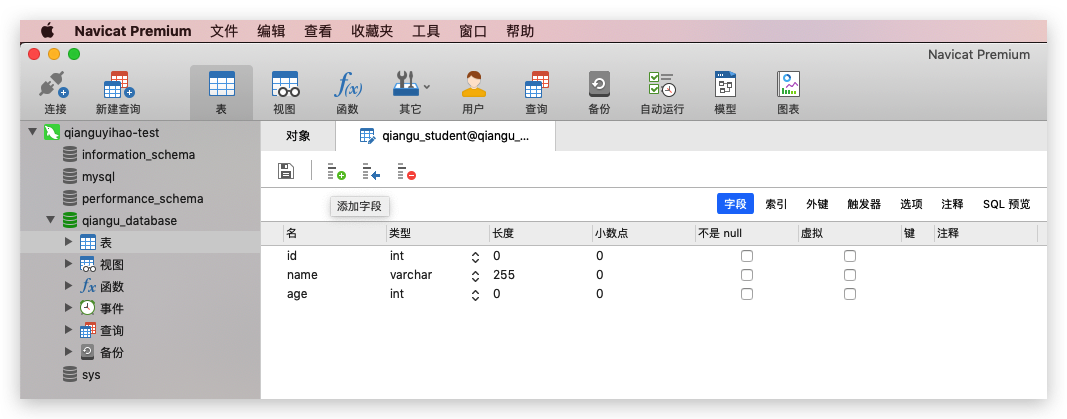 Navicat Premium 文件 编辑 查看 收藏夹 工具 窗口 帮助
Navicat Premium
连接 新建查询 表 视图 函数 其它 用户 查询 备份 自动运行 模型 图表
qianguyihao-test
information_schema
mysql
performance_schema
qiangu_database
表
视图
函数
事件
查询
备份
sys
对象 qiangu_student@qiangu_...
添加字段
字段 索引 外键 触发器 选项 注释 SQL 预览
名 类型 长度 小数点 不是 null 虚拟 键 注释
id int 0 0
name varchar 255 0
age int 0 0